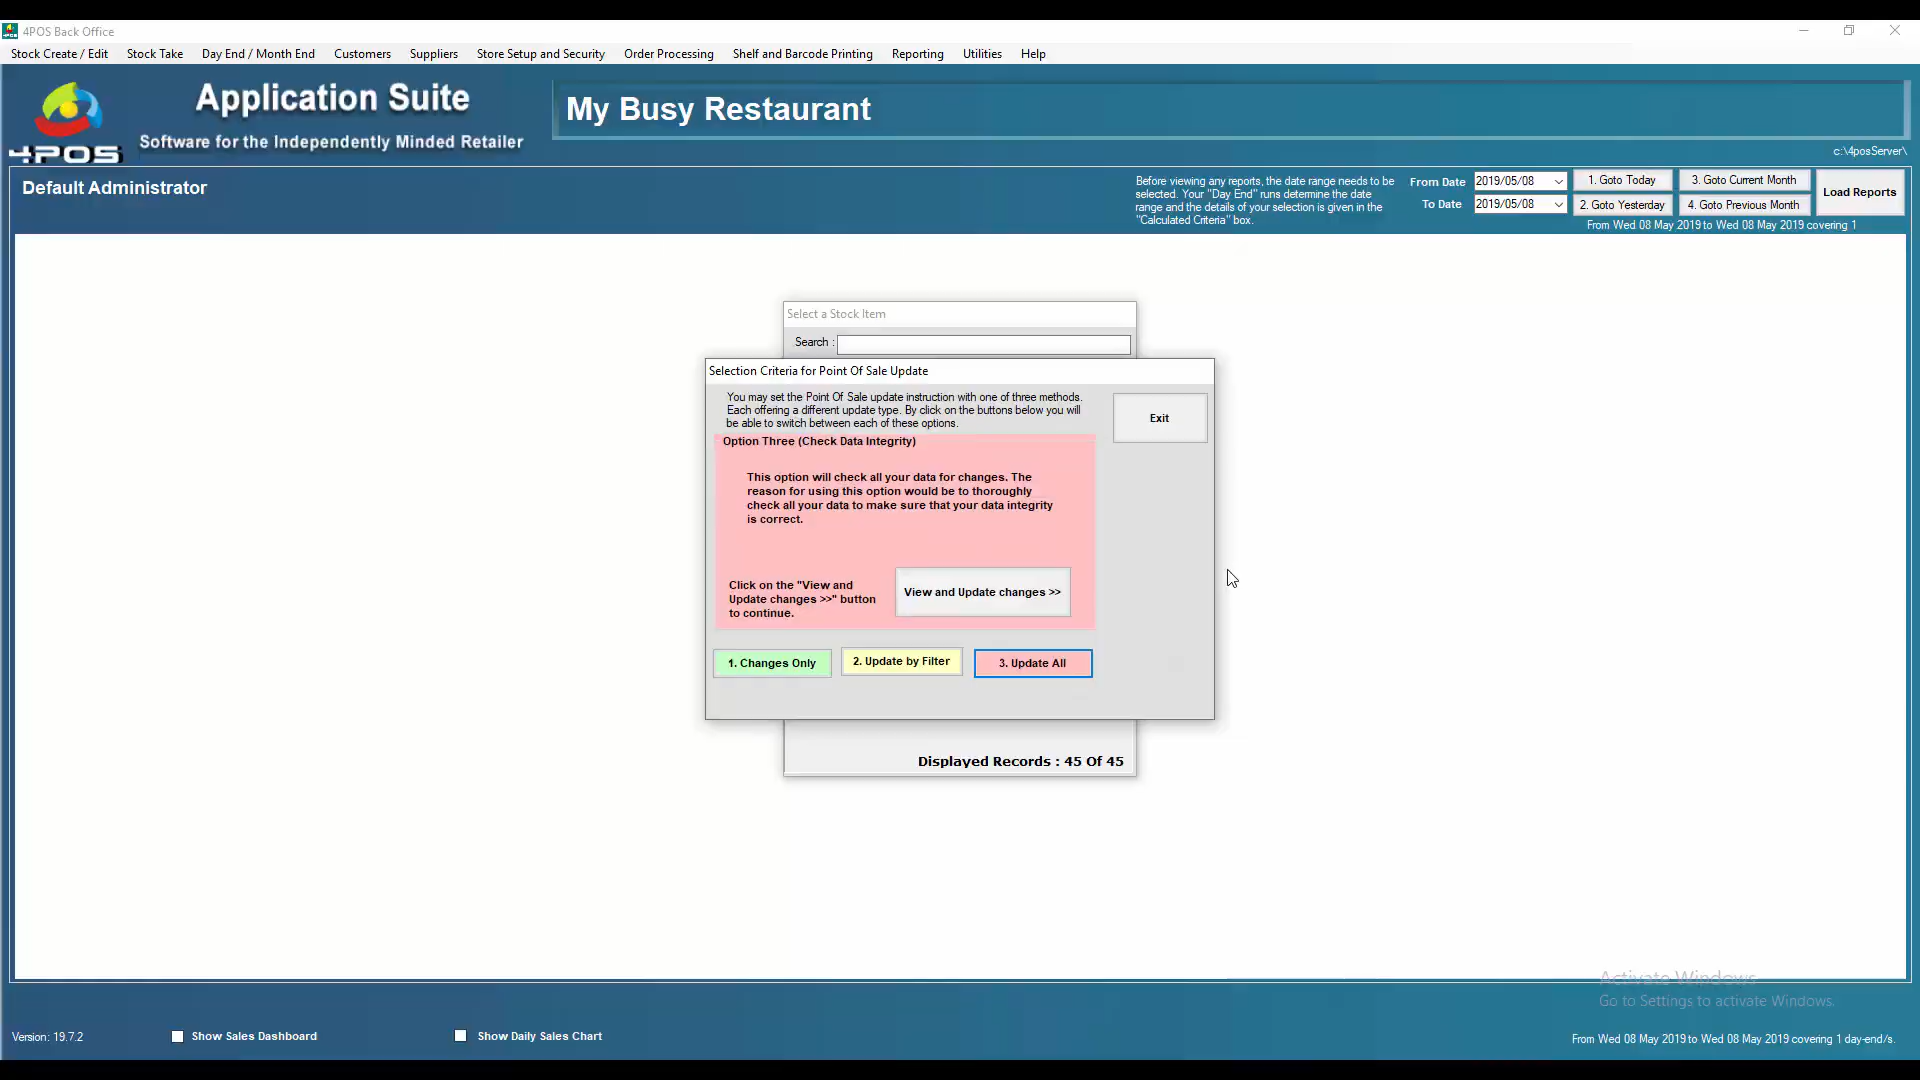 4POS Back Office
Stock Create / Edit Stock Take Day End / Month End Customers Suppliers Store Setup and Security Order Processing Shelf and Barcode Printing Reporting Utilities Help
4POS
Application Suite
Software for the Independently Minded Retailer
My Busy Restaurant
c:\4posServer\
Default Administrator
Before viewing any reports, the date range needs to be
selected. Your "Day End" runs determine the date
range and the details of your selection is given in the
"Calculated Criteria" box.
From Date 2019/05/08
To Date 2019/05/08
1. Goto Today 3. Goto Current Month
2. Goto Yesterday 4. Goto Previous Month
Load Reports
From Wed 08 May 2019 to Wed 08 May 2019 covering 1
Select a Stock Item
Search :
Selection Criteria for Point Of Sale Update
You may set the Point Of Sale update instruction with one of three methods.
Each offering a different update type. By click on the buttons below you will
be able to switch between each of these options.
Exit
Option Three (Check Data Integrity)
This option will check all your data for changes. The
reason for using this option would be to thoroughly
check all your data to make sure that your data integrity
is correct.
Click on the "View and
Update changes >>" button
to continue.
View and Update changes >>
1. Changes Only 2. Update by Filter 3. Update All
Displayed Records : 45 Of 45
Activate Windows
Go to Settings to activate Windows.
Version: 19.7.2 Show Sales Dashboard Show Daily Sales Chart From Wed 08 May 2019 to Wed 08 May 2019 covering 1 day-end/s.